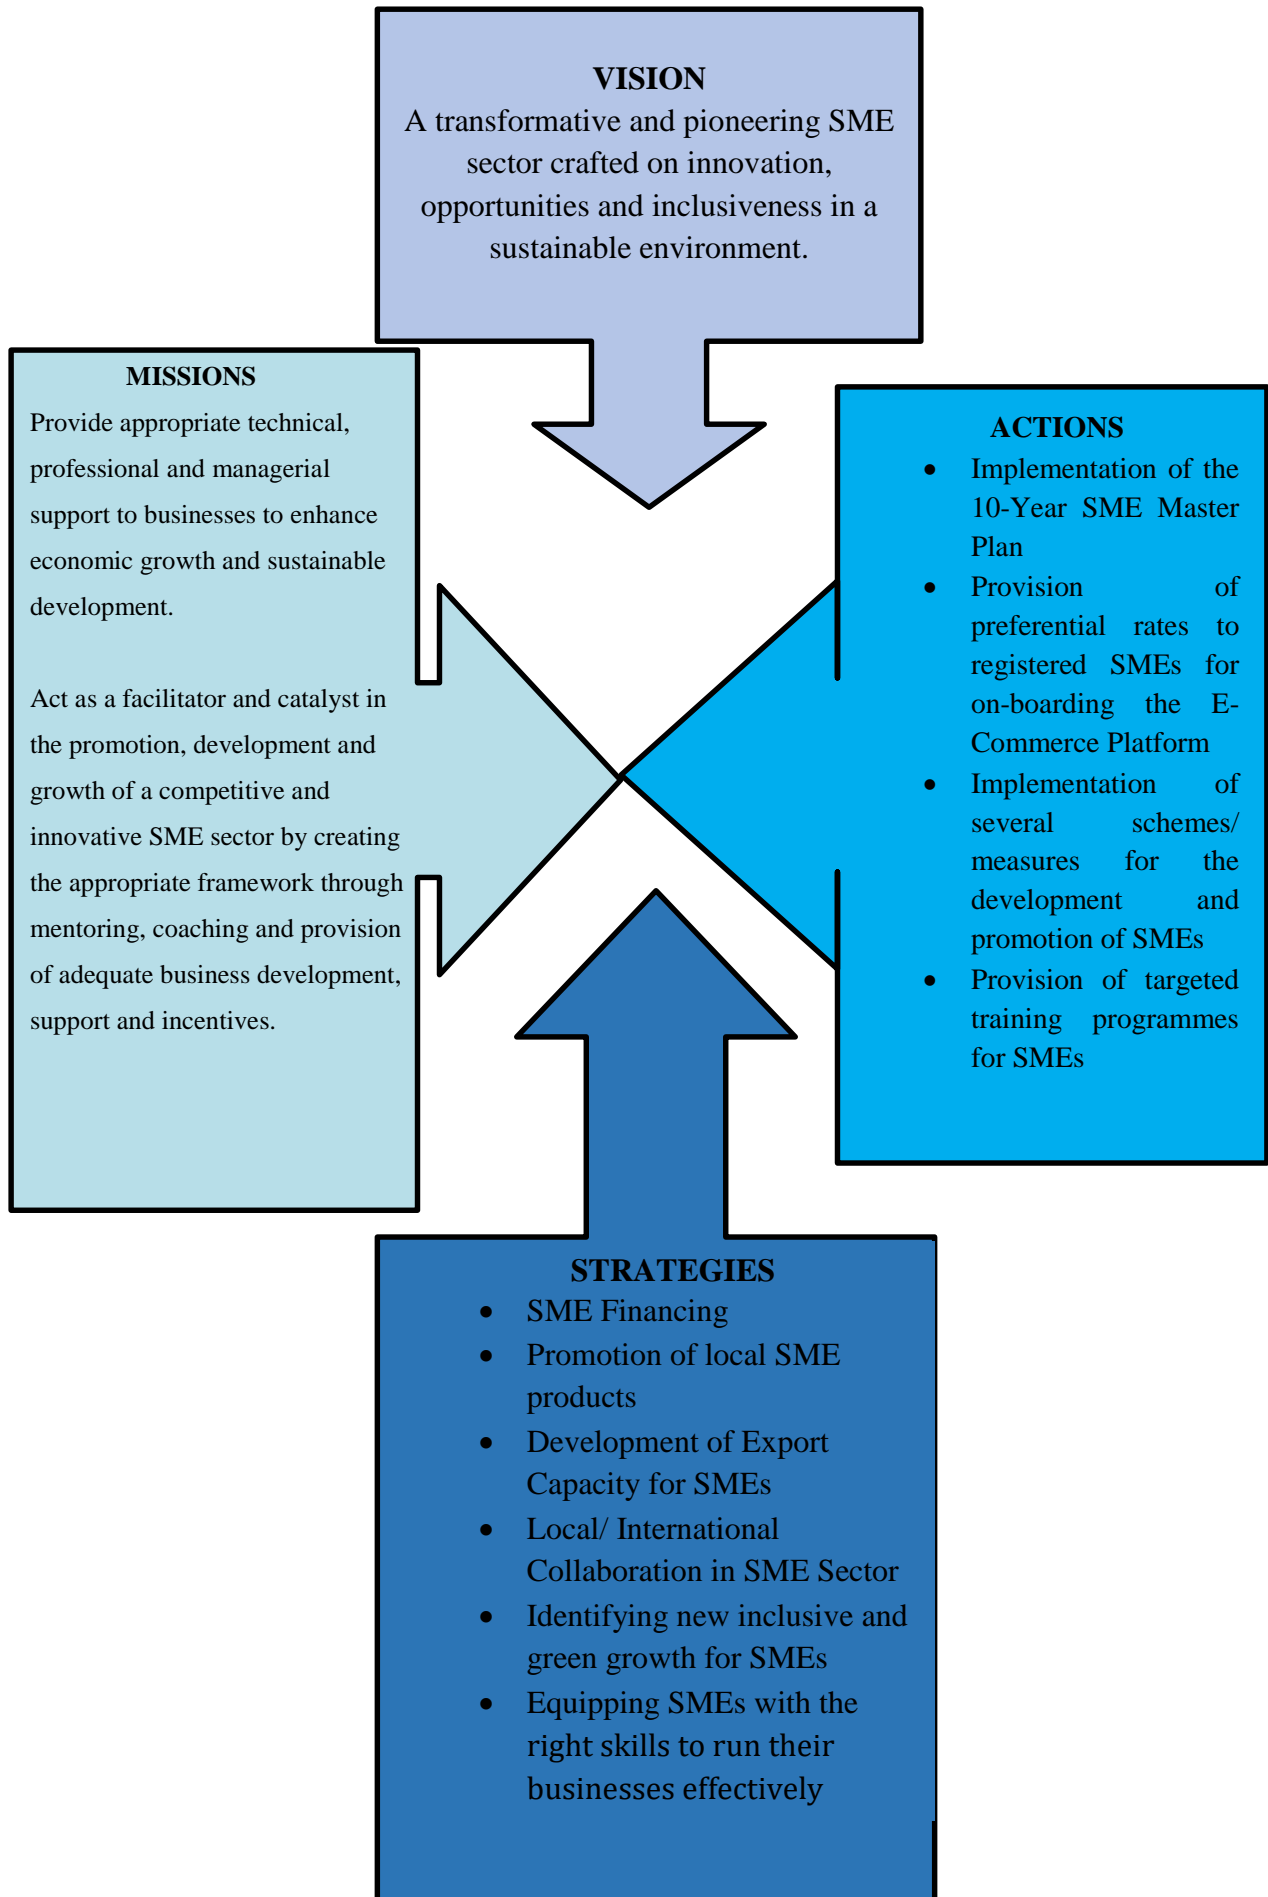 VISION
A transformative and pioneering SME
sector crafted on innovation,
opportunities and inclusiveness in a
sustainable environment.
MISSIONS
Provide appropriate technical,
professional and managerial
support to businesses to enhance
economic growth and sustainable
development.
Act as a facilitator and catalyst in
the promotion, development and
growth of a competitive and
innovative SME sector by creating
the appropriate framework through
mentoring, coaching and provision
of adequate business development,
support and incentives.
ACTIONS
• Implementation of the
10-Year SME Master
Plan
• Provision of
preferential rates to
registered SMEs for
on-boarding the E-
Commerce Platform
• Implementation of
several schemes/
measures for the
development and
promotion of SMEs
• Provision of targeted
training programmes
for SMEs
STRATEGIES
• SME Financing
• Promotion of local SME
products
• Development of Export
Capacity for SMEs
• Local/ International
Collaboration in SME Sector
• Identifying new inclusive and
green growth for SMEs
• Equipping SMEs with the
right skills to run their
businesses effectively